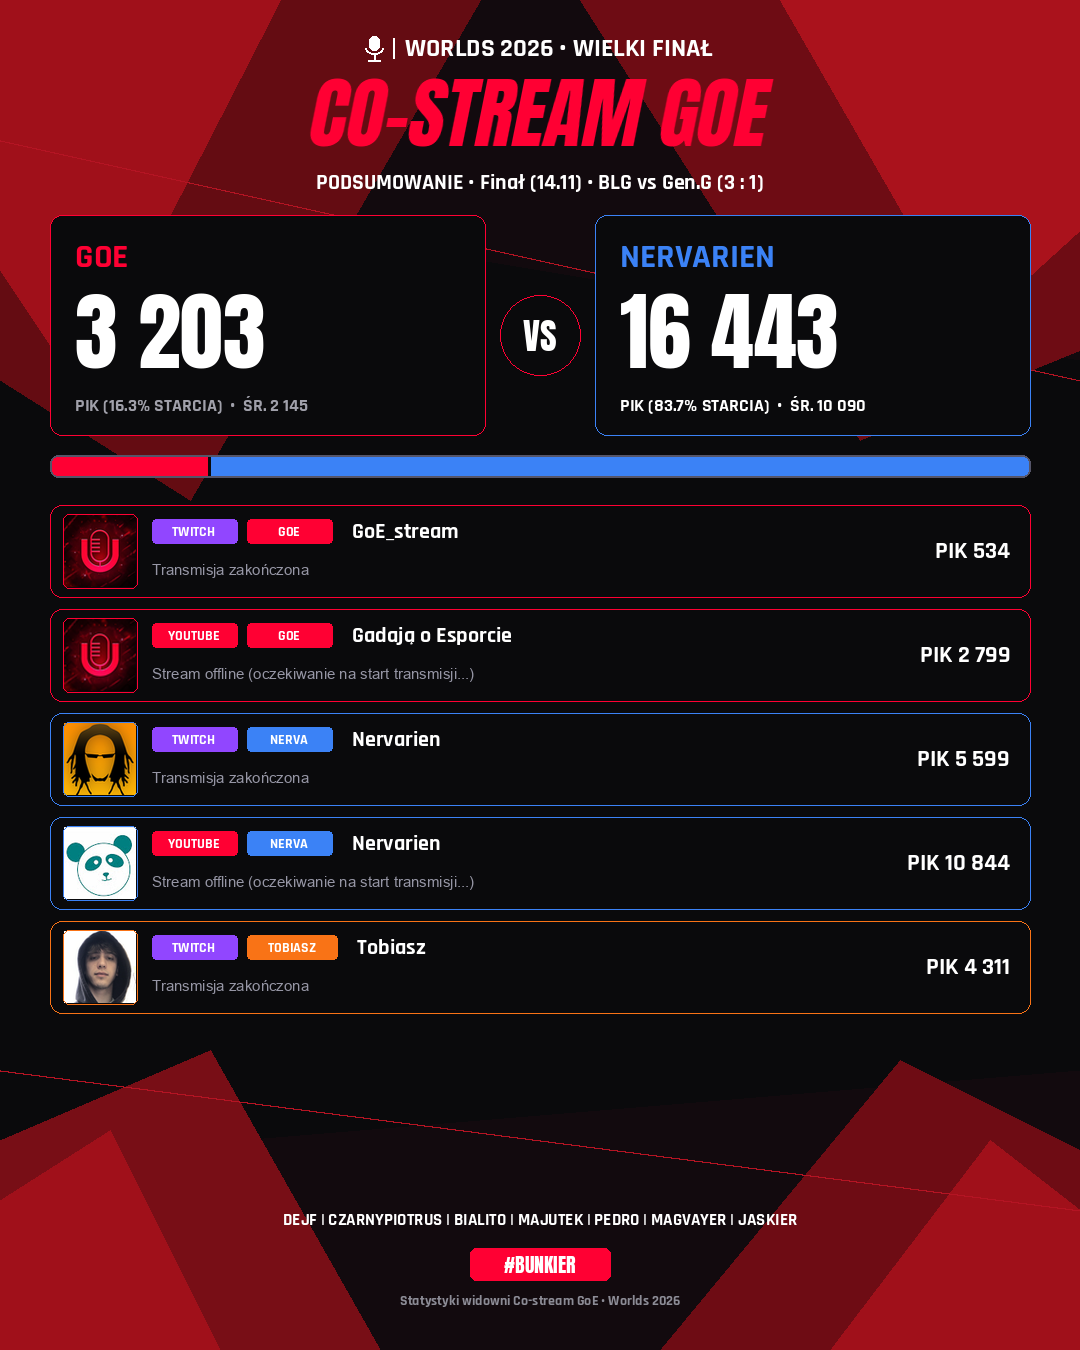 WORLDS 2026 • WIELKI FINAŁ
CO-STREAM GOE
PODSUMOWANIE • Finał (14.11) • BLG vs Gen.G (3 : 1)
GOE
3 203
PIK (16.3% STARCIA) • ŚR. 2 145
VS
NERVARIEN
16 443
PIK (83.7% STARCIA) • ŚR. 10 090
TWITCH GOE GoE_stream
Transmisja zakończona
PIK 534
YOUTUBE GOE Gadają o Esporcie
Stream offline (oczekiwanie na start transmisji...)
PIK 2 799
TWITCH NERVA Nervarien
Transmisja zakończona
PIK 5 599
YOUTUBE NERVA Nervarien
Stream offline (oczekiwanie na start transmisji...)
PIK 10 844
TWITCH TOBIASZ Tobiasz
Transmisja zakończona
PIK 4 311
DEJF | CZARNYPIOTRUS | BIALITO | MAJUTEK | PEDRO | MAGVAYER | JASKIER
#BUNKIER
Statystyki widowni Co-stream GoE • Worlds 2026